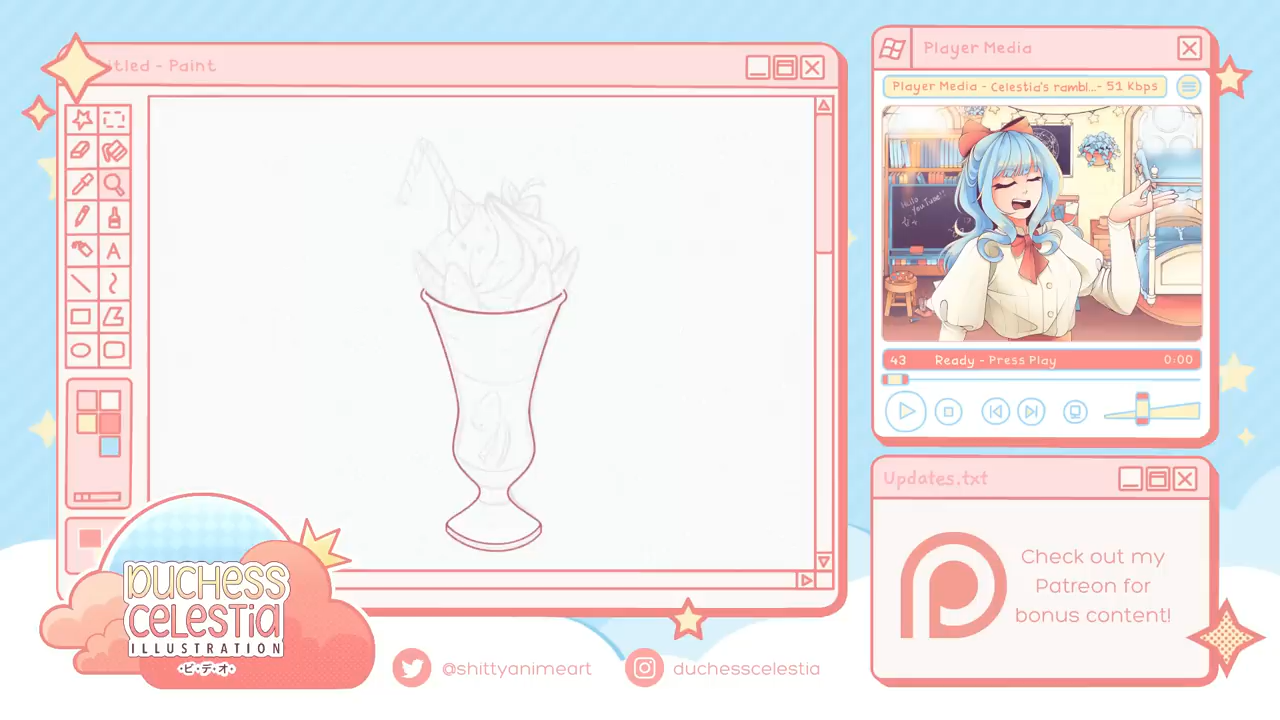 titled - Paint
Player Media
Player Media - Celestia's rambl...- 51 Kbps
Hello
YouTube!!
43 Ready - Press Play 0:00
A
Updates.txt
Check out my
Patreon for
bonus content!
DUCHESS
CELESTIA
ILLUSTRATION
・ビ・デ・オ・
@shittyanimeart
duchesscelestia